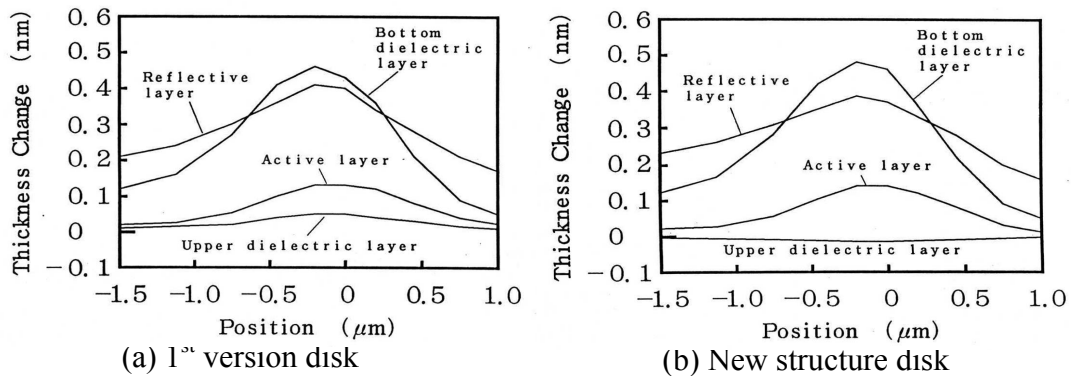 Thickness Change (nm)
0.6
0.5
0.4
0.3
0.2
0.1
0
−0.1
Bottom
dielectric layer
Reflective
layer
Active layer
Upper dielectric layer
−1.5 −1.0 −0.5 0 0.5 1.0
Position (μm)
(a) 1st version disk
Thickness Change (nm)
0.6
0.5
0.4
0.3
0.2
0.1
0
−0.1
Bottom
dielectric
layer
Reflective
layer
Active layer
Upper dielectric layer
−1.5 −1.0 −0.5 0 0.5 1.0
Position (μm)
(b) New structure disk